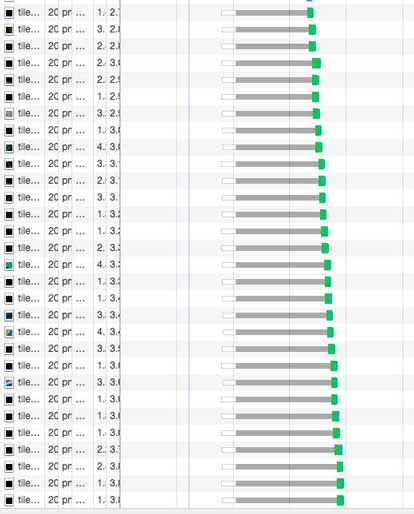 tile... 20 pr ... 1. 2.
tile... 20 pr ... 3. 2.8
tile... 20 pr ... 2. 2.8
tile... 20 pr ... 2. 3.0
tile... 20 pr ... 2. 2.9
tile... 20 pr ... 1. 2.9
tile... 20 pr ... 3. 2.9
tile... 20 pr ... 1. 3.0
tile... 20 pr ... 4. 3.0
tile... 20 pr ... 3. 3.
tile... 20 pr ... 2. 3.
tile... 20 pr ... 3. 3.
tile... 20 pr ... 1. 3.2
tile... 20 pr ... 1. 3.2
tile... 20 pr ... 2. 3.3
tile... 20 pr ... 4. 3.3
tile... 20 pr ... 1. 3.3
tile... 20 pr ... 1. 3.4
tile... 20 pr ... 3. 3.4
tile... 20 pr ... 4. 3.4
tile... 20 pr ... 3. 3.5
tile... 20 pr ... 1. 3.6
tile... 20 pr ... 3. 3.6
tile... 20 pr ... 1. 3.6
tile... 20 pr ... 1. 3.6
tile... 20 pr ... 1. 3.6
tile... 20 pr ... 2. 3.7
tile... 20 pr ... 2. 3.8
tile... 20 pr ... 1. 3.8
tile... 20 pr ... 1. 3.8